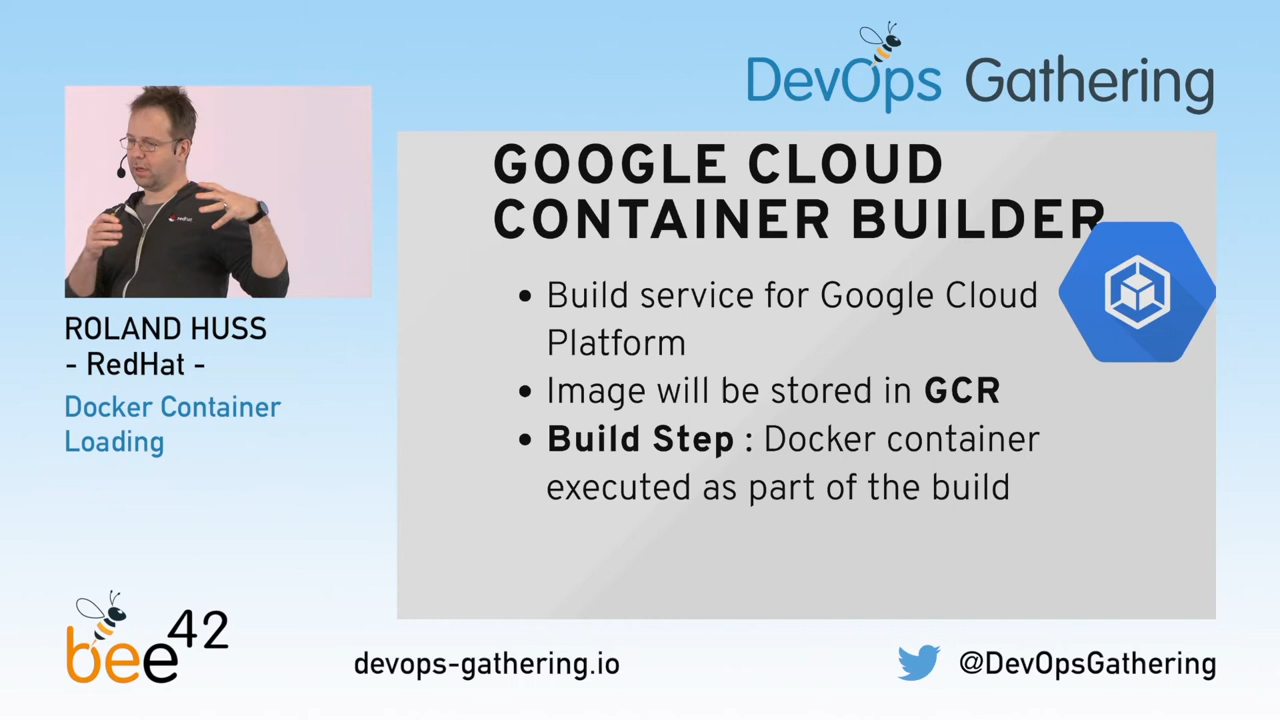 DevOps Gathering
GOOGLE CLOUD
CONTAINER BUILDER
• Build service for Google Cloud
Platform
• Image will be stored in GCR
• Build Step : Docker container
executed as part of the build
redhat
ROLAND HUSS
- RedHat -
Docker Container
Loading
bee42
devops-gathering.io
@DevOpsGathering